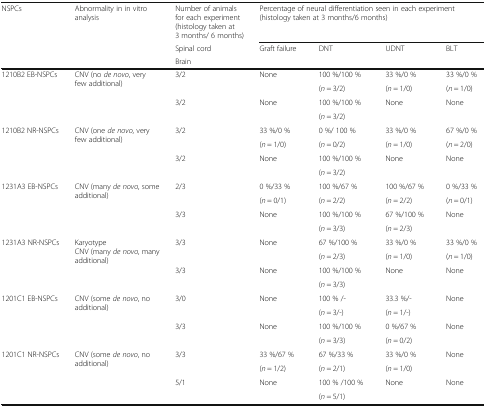 NSPCs Abnormality in in vitro analysis Number of animals for each experiment (histology taken at 3 months/ 6 months) Percentage of neural differentiation seen in each experiment (histology taken at 3 months/6 months)
Spinal cord Graft failure DNT UDNT BLT
Brain
1210B2 EB-NSPCs CNV (no de novo, very few additional) 3/2 None 100 %/100 % 33 %/0 % 33 %/0 %
(n = 3/2) (n = 1/0) (n = 1/0)
3/2 None 100 %/100 % None None
(n = 3/2)
1210B2 NR-NSPCs CNV (one de novo, very few additional) 3/2 33 %/0 % 0 %/ 100 % 33 %/0 % 67 %/0 %
(n = 1/0) (n = 0/2) (n = 1/0) (n = 2/0)
3/2 None 100 %/100 % None None
(n = 3/2)
1231A3 EB-NSPCs CNV (many de novo, some additional) 2/3 0 %/33 % 100 %/67 % 100 %/67 % 0 %/33 %
(n = 0/1) (n = 2/2) (n = 2/2) (n = 0/1)
3/3 None 100 %/100 % 67 %/100 % None
(n = 3/3) (n = 2/3)
1231A3 NR-NSPCs Karyotype CNV (many de novo, many additional) 3/3 None 67 %/100 % 33 %/0 % 33 %/0 %
(n = 2/3) (n = 1/0) (n = 1/0)
3/3 None 100 %/100 % None None
(n = 3/3)
1201C1 EB-NSPCs CNV (some de novo, no additional) 3/0 None 100 % /- 33.3 %/- None
(n = 3/-) (n = 1/-)
3/3 None 100 %/100 % 0 %/67 % None
(n = 3/3) (n = 0/2)
1201C1 NR-NSPCs CNV (some de novo, no additional) 3/3 33 %/67 % 67 %/33 % 33 %/0 % None
(n = 1/2) (n = 2/1) (n = 1/0)
5/1 None 100 % /100 % None None
(n = 5/1)